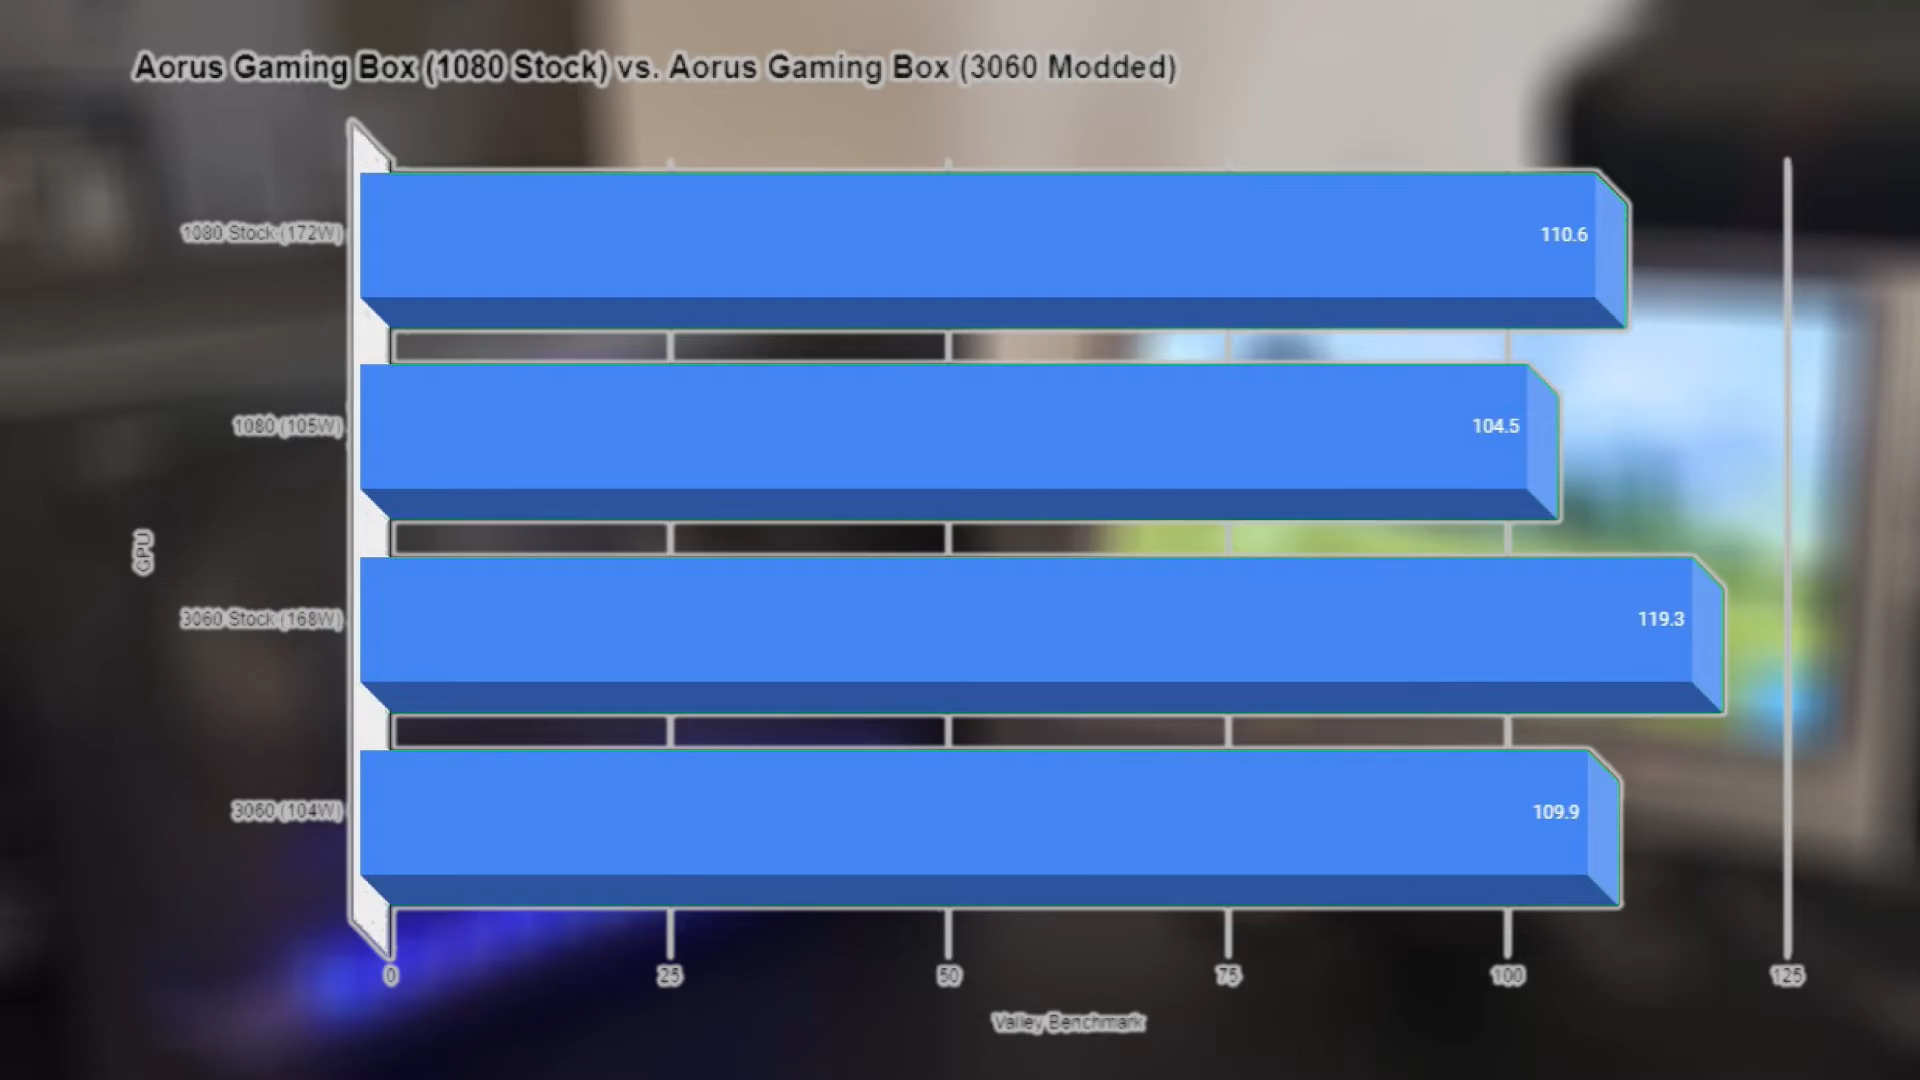 Aorus Gaming Box (1080 Stock) vs. Aorus Gaming Box (3060 Modded)
1080 Stock (172W)
110.6
1080 (105W)
104.5
GPU
3060 Stock (168W)
119.3
3060 (104W)
109.9
0 25 50 75 100 125
Valley Benchmark